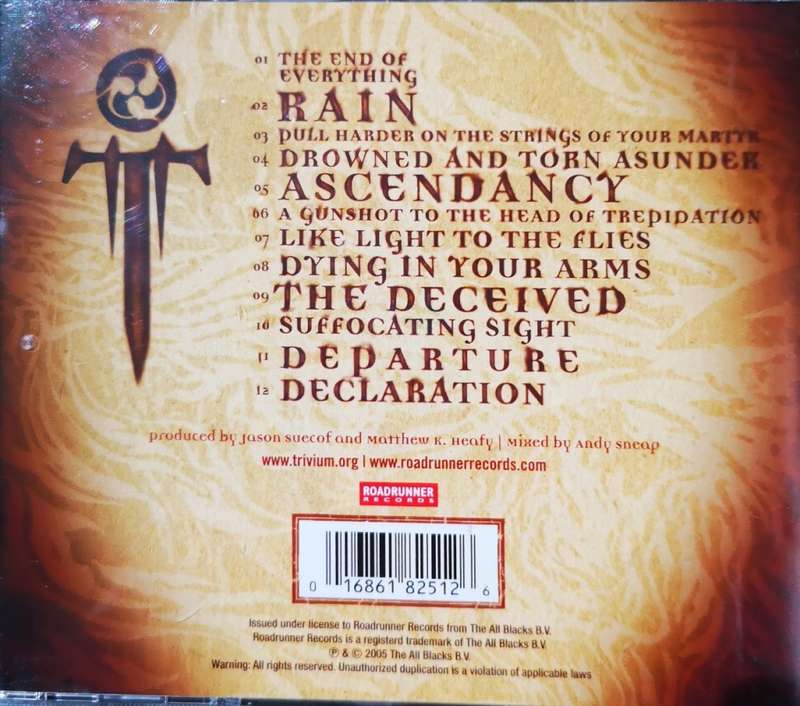 01 THE END OF
EVERYTHING
02 RAIN
03 PULL HARDER ON THE STRINGS OF YOUR MARTYR
04 DROWNED AND TORN ASUNDER
05 ASCENDANCY
06 A GUNSHOT TO THE HEAD OF TREPIDATION
07 LIKE LIGHT TO THE FLIES
08 DYING IN YOUR ARMS
09 THE DECEIVED
10 SUFFOCATING SIGHT
11 DEPARTURE
12 DECLARATION
produced by Jason Suecof and Matthew K. Heafy | Mixed by Andy Sneap
www.trivium.org | www.roadrunnerrecords.com
ROADRUNNER
RECORDS
0 16861 82512 6
Issued under license to Roadrunner Records from The All Blacks B.V.
Roadrunner Records is a registerd trademark of The All Blacks B.V.
℗ & © 2005 The All Blacks B.V.
Warning: All rights reserved. Unauthorized duplication is a violation of applicable laws